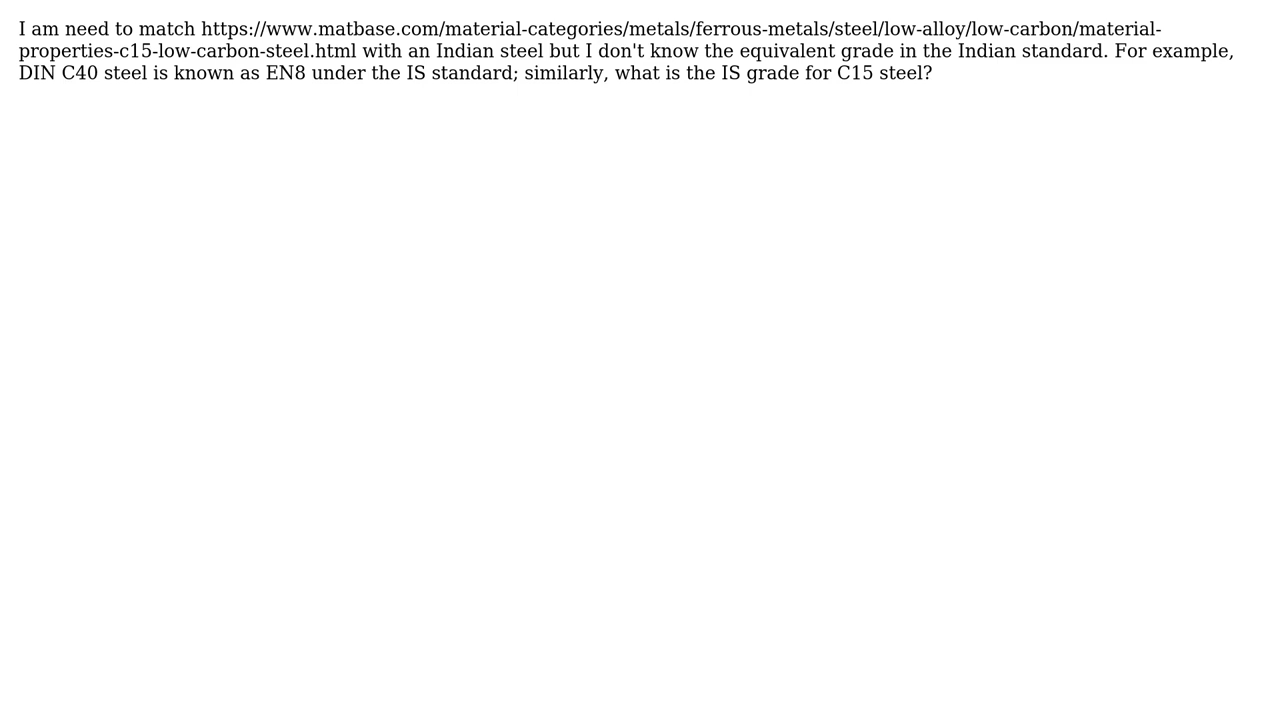 I am need to match https://www.matbase.com/material-categories/metals/ferrous-metals/steel/low-alloy/low-carbon/material-
properties-c15-low-carbon-steel.html with an Indian steel but I don't know the equivalent grade in the Indian standard. For example,
DIN C40 steel is known as EN8 under the IS standard; similarly, what is the IS grade for C15 steel?